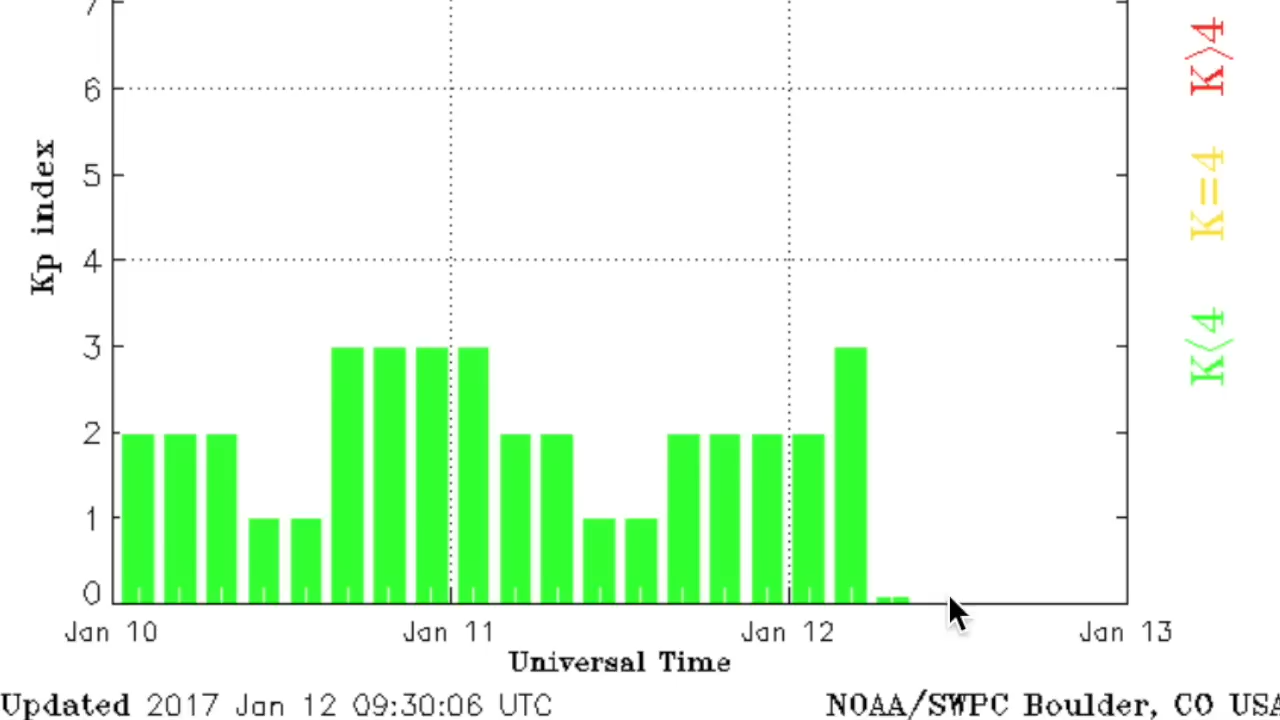 7
6
5
4
3
2
1
0
Kp index
K>4
K=4
K<4
Jan 10 Jan 11 Jan 12 Jan 13
Universal Time
Updated 2017 Jan 12 09:30:06 UTC
NOAA/SWPC Boulder, CO USA